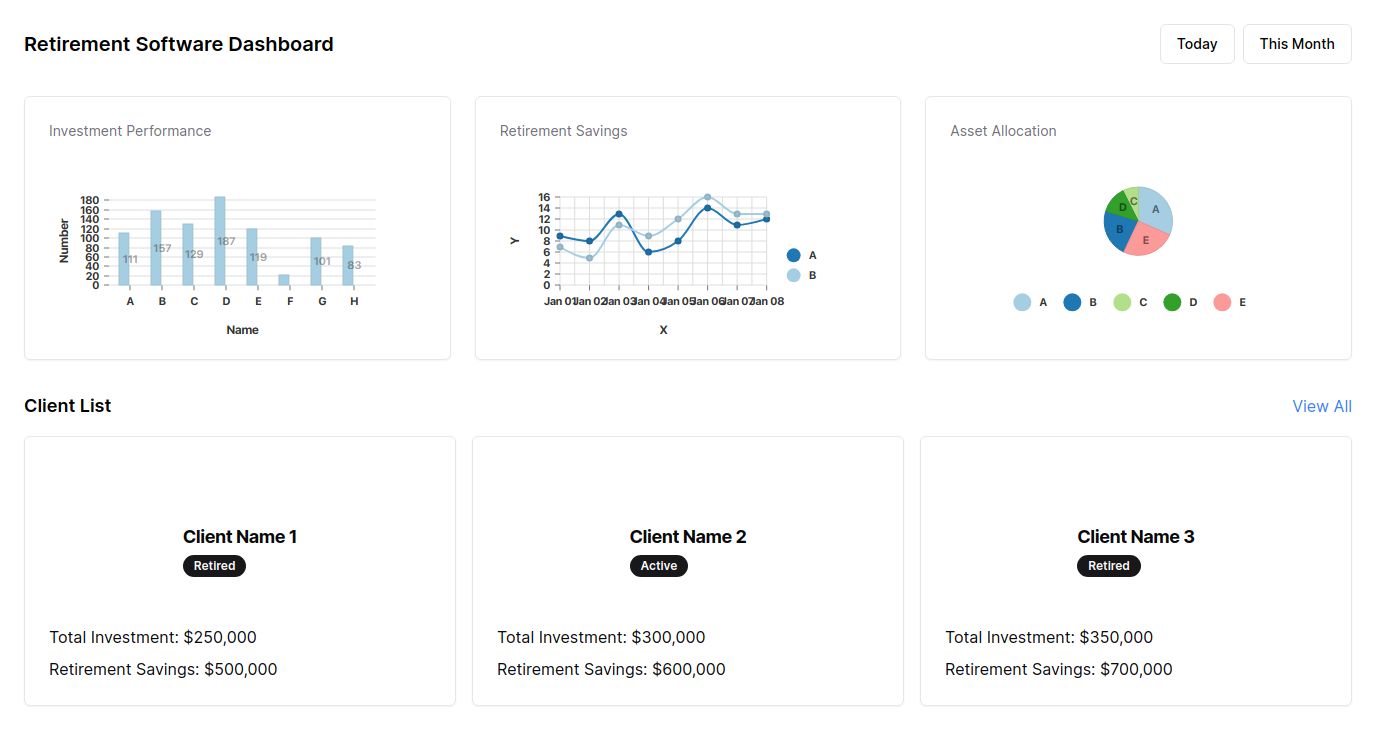 Retirement Software Dashboard
Today
This Month
Investment Performance
180
160
140
120
100
80
60
40
20
0
Number
111
157
129
187
119
101
83
A B C D E F G H
Name
Retirement Savings
16
14
12
10
8
6
4
2
0
Y
Jan 01 Jan 02 Jan 03 Jan 04 Jan 05 Jan 06 Jan 07 Jan 08
X
A
B
Asset Allocation
A
B
C
D
E
A B C D E
Client List
View All
Client Name 1
Retired
Total Investment: $250,000
Retirement Savings: $500,000
Client Name 2
Active
Total Investment: $300,000
Retirement Savings: $600,000
Client Name 3
Retired
Total Investment: $350,000
Retirement Savings: $700,000